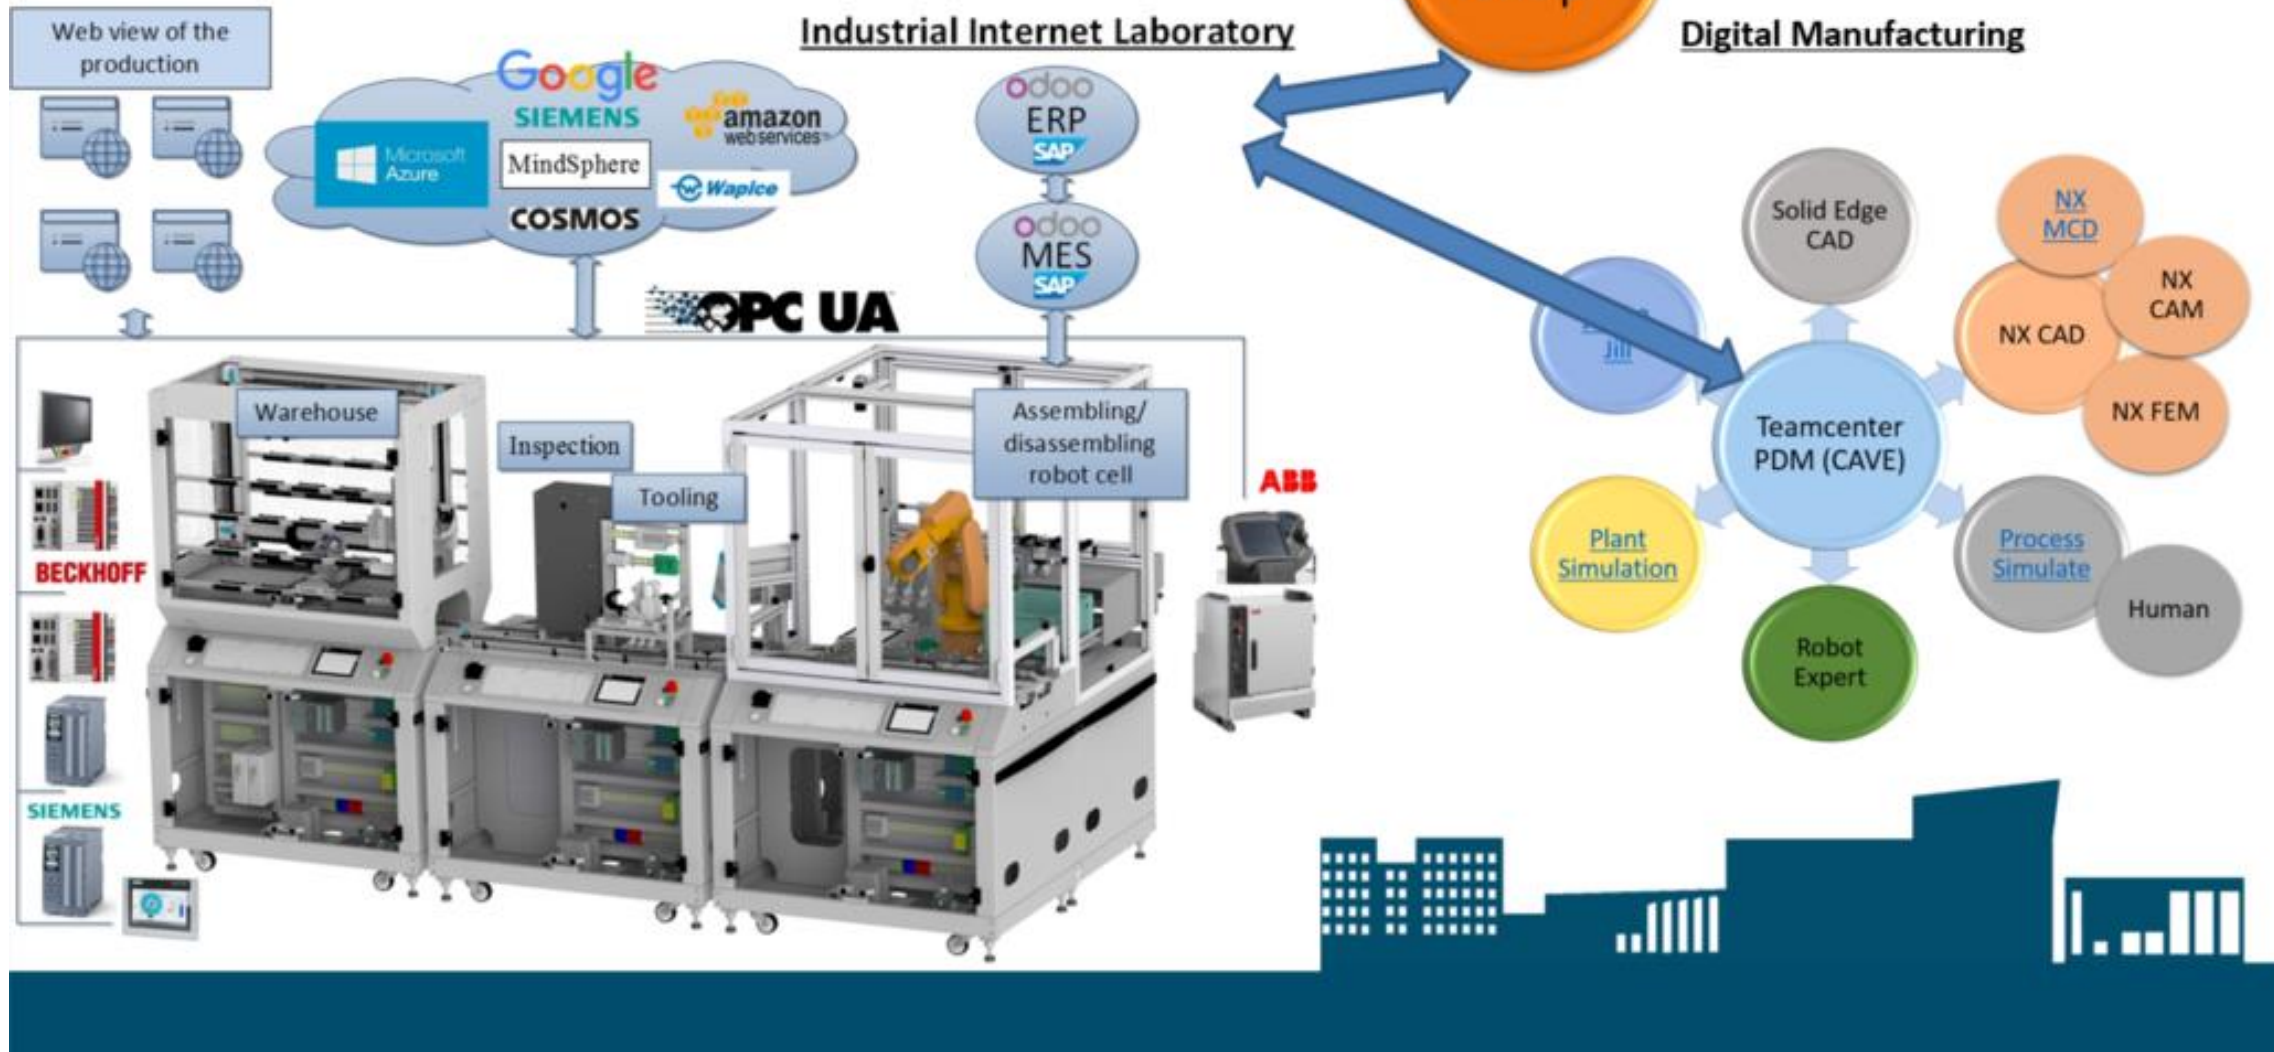 Web view of the
production
Google
SIEMENS
MindSphere
COSMOS
Microsoft
Azure
amazon
webservices
Wapice
Industrial Internet Laboratory
odoo
ERP
SAP
odoo
MES
SAP
OPC UA
Warehouse
Inspection
Tooling
Assembling/
disassembling
robot cell
ABB
BECKHOFF
SIEMENS
Digital Manufacturing
Solid Edge
CAD
NX
MCD
NX
CAM
NX CAD
NX FEM
Jill
Teamcenter
PDM (CAVE)
Plant
Simulation
Process
Simulate
Human
Robot
Expert